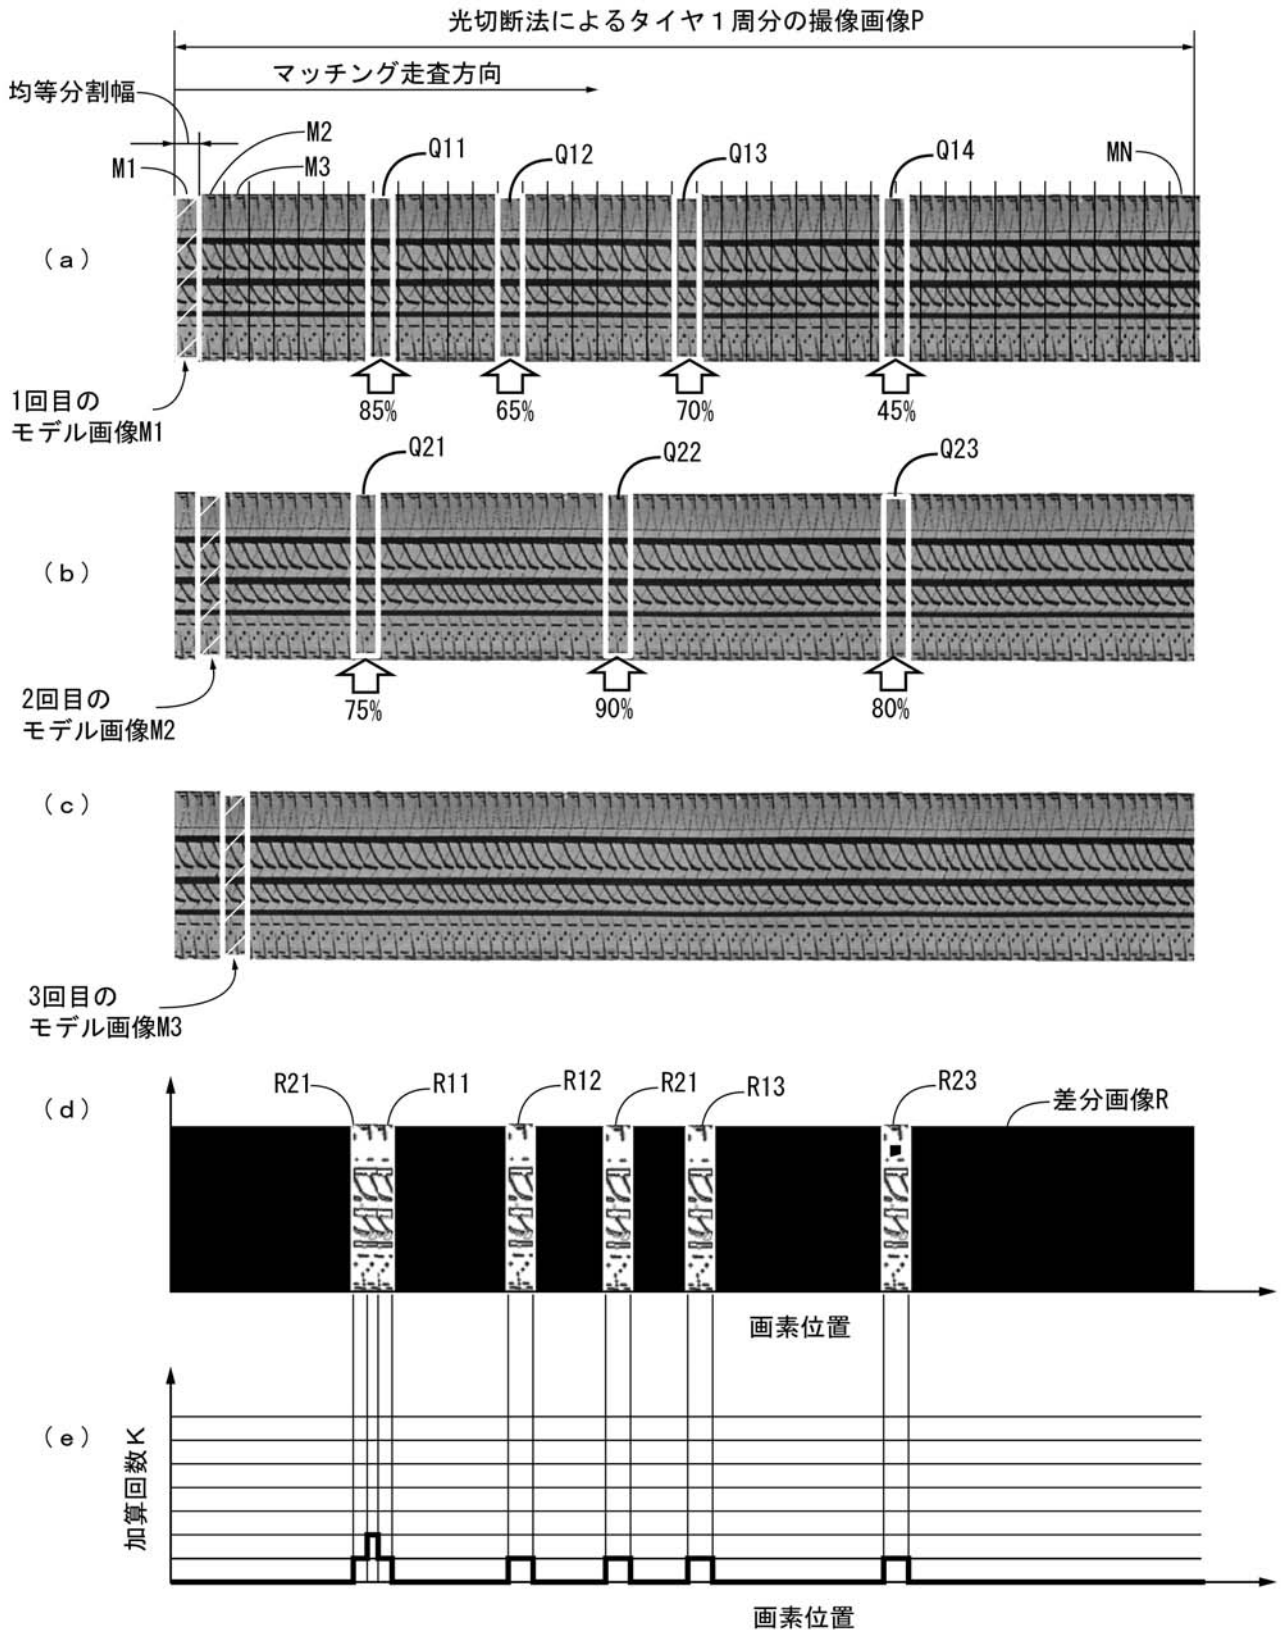 光切断法によるタイヤ1周分の撮像画像P
マッチング走査方向
均等分割幅
M1
M2
M3
Q11
Q12
Q13
Q14
MN
(a)
85%
65%
70%
45%
1回目の
モデル画像M1
Q21
Q22
Q23
(b)
75%
90%
80%
2回目の
モデル画像M2
(c)
3回目の
モデル画像M3
(d)
R21
R11
R12
R21
R13
R23
差分画像R
画素位置
(e)
加算回数K
画素位置